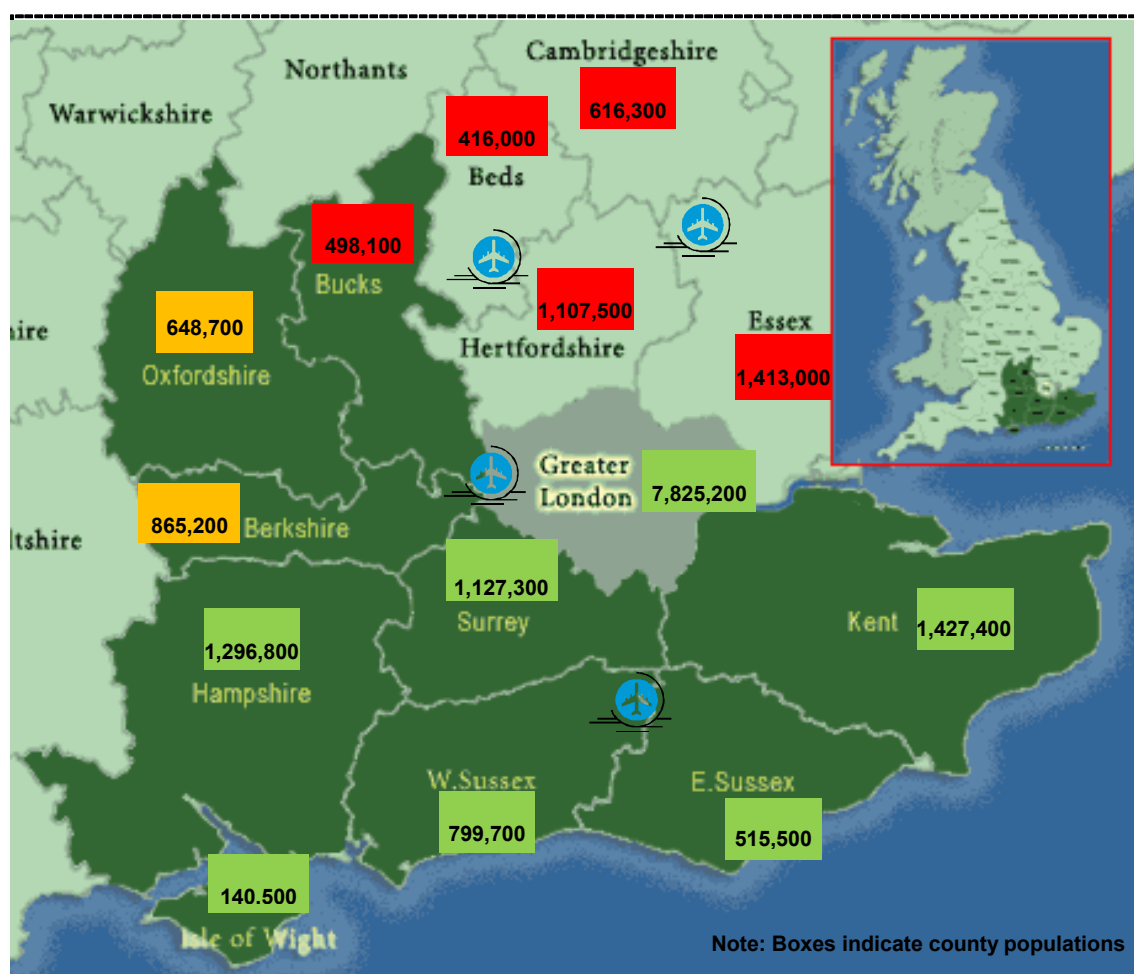 Cambridgeshire
Northants
616,300
Warwickshire
416,000
Beds
498,100
Bucks
1,107,500
648,700
Essex
ire
Hertfordshire
Oxfordshire
1,413,000
Greater
London
7,825,200
865,200
Berkshire
tshire
1,127,300
Surrey
Kent
1,427,400
1,296,800
Hampshire
W.Sussex
E.Sussex
799,700
515,500
140.500
Isle of Wight
Note: Boxes indicate county populations